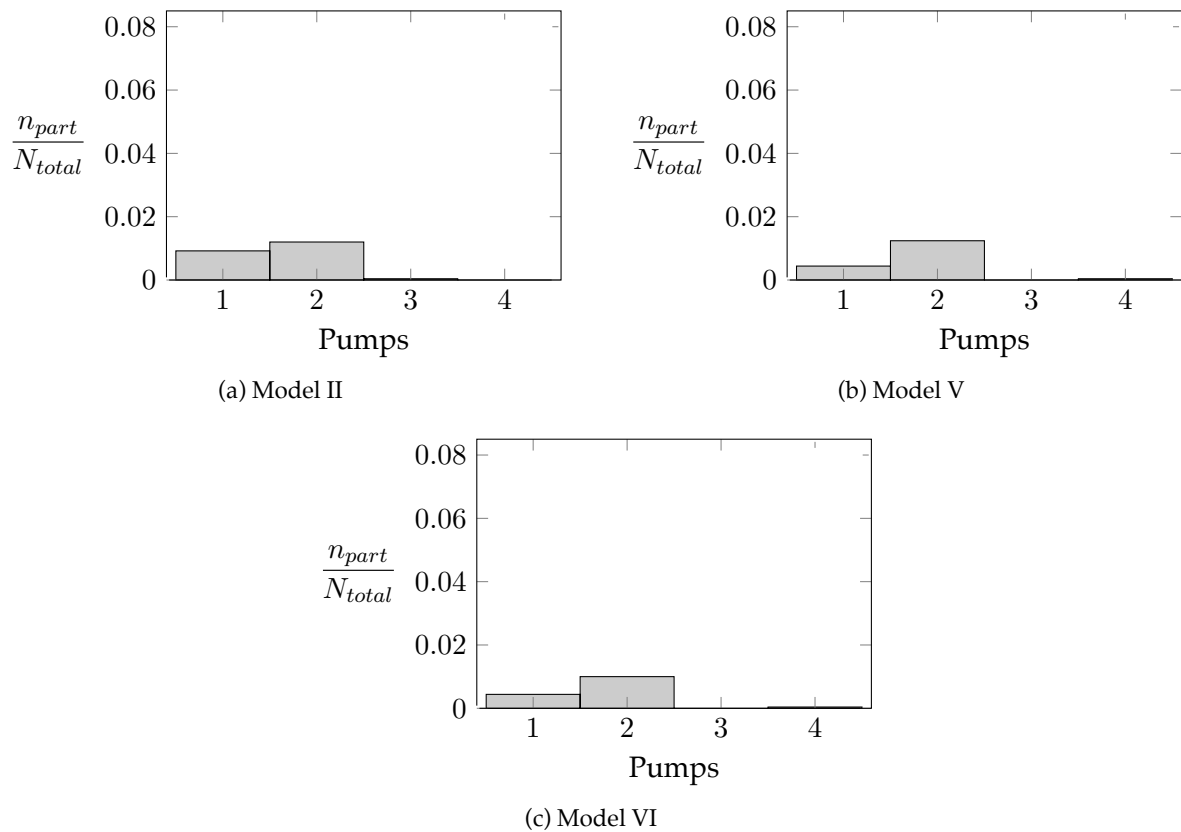 0.08
0.06
0.04
0.02
0
n_part
N_total
1 2 3 4
Pumps
(a) Model II
0.08
0.06
0.04
0.02
0
n_part
N_total
1 2 3 4
Pumps
(b) Model V
0.08
0.06
0.04
0.02
0
n_part
N_total
1 2 3 4
Pumps
(c) Model VI